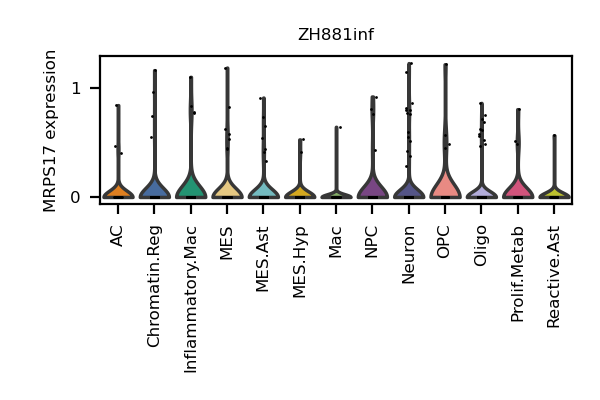 ZH881inf
MRPS17 expression
1
0
AC
Chromatin.Reg
Inflammatory.Mac
MES
MES.Ast
MES.Hyp
Mac
NPC
Neuron
OPC
Oligo
Prolif.Metab
Reactive.Ast